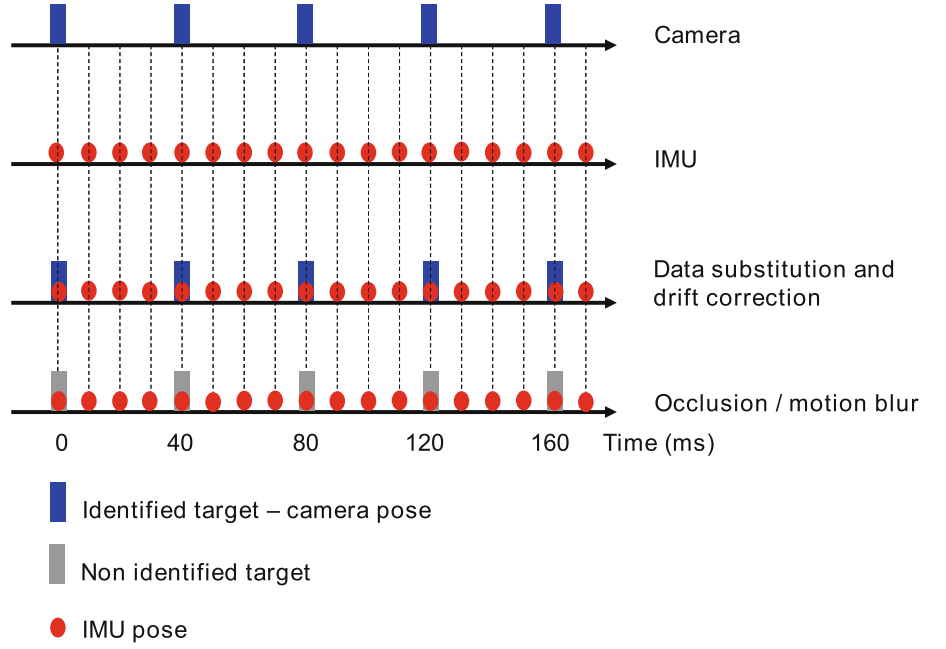 Camera
IMU
Data substitution and
drift correction
Occlusion / motion blur
0 40 80 120 160 Time (ms)
Identified target – camera pose
Non identified target
IMU pose